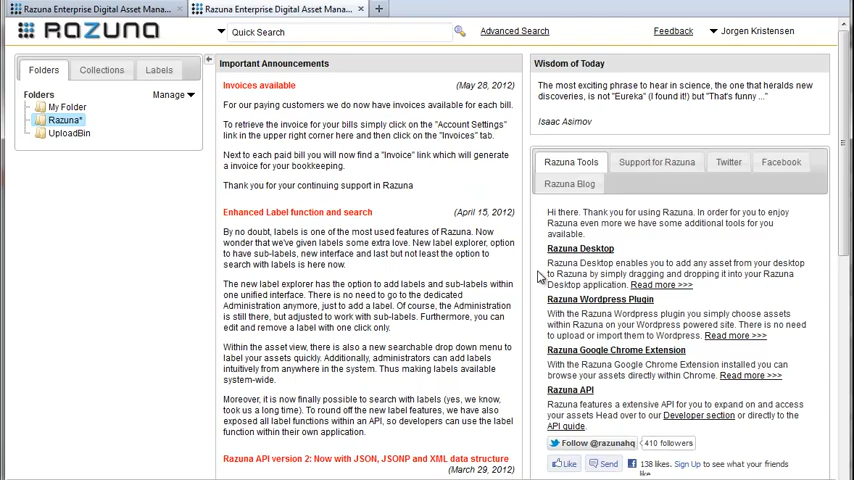 Razuna Enterprise Digital Asset Mana... ×
Razuna Enterprise Digital Asset Mana... ×
+
RAZUNA
Quick Search
Advanced Search
Feedback
Jorgen Kristensen
Folders
Collections
Labels
Folders
Manage
My Folder
Razuna*
UploadBin
Important Announcements
Invoices available
(May 28, 2012)
For our paying customers we do now have invoices available for each bill.
To retrieve the invoice for your bills simply click on the "Account Settings"
link in the upper right corner here and then click on the "Invoices" tab.
Next to each paid bill you will now find a "Invoice" link which will generate
a invoice for your bookkeeping.
Thank you for your continuing support in Razuna
Enhanced Label function and search
(April 15, 2012)
By no doubt, labels is one of the most used features of Razuna. Now
wonder that we've given labels some extra love. New label explorer, option
to have sub-labels, new interface and last but not least the option to
search with labels is here now.
The new label explorer has the option to add labels and sub-labels within
one unified interface. There is no need to go to the dedicated
Administration anymore, just to add a label. Of course, the Administration
is still there, but adjusted to work with sub-labels. Furthermore, you can
edit and remove a label with one click only.
Within the asset view, there is also a new searchable drop down menu to
label your assets quickly. Additionally, administrators can add labels
intuitively from anywhere in the system. Thus making labels available
system-wide.
Moreover, it is now finally possible to search with labels (yes, we know,
took us a long time). To round off the new label features, we have also
exposed all label functions within an API, so developers can use the label
function within their own application.
Razuna API version 2: Now with JSON, JSONP and XML data structure
(March 29, 2012)
Wisdom of Today
The most exciting phrase to hear in science, the one that heralds new
discoveries, is not "Eureka" (I found it!) but "That's funny ..."
Isaac Asimov
Razuna Tools
Support for Razuna
Twitter
Facebook
Razuna Blog
Hi there. Thank you for using Razuna. In order for you to enjoy
Razuna even more we have some additional tools for you
available.
Razuna Desktop
Razuna Desktop enables you to add any asset from your desktop
to Razuna by simply dragging and dropping it into your Razuna
Desktop application. Read more >>>
Razuna Wordpress Plugin
With the Razuna Wordpress plugin you simply choose assets
within Razuna on your Wordpress powered site. There is no need
to upload or import them to Wordpress. Read more >>>
Razuna Google Chrome Extension
With the Razuna Google Chrome Extension installed you can
browse your assets directly within Chrome. Read more >>>
Razuna API
Razuna features a extensive API for you to expand on and access
your assets Head over to our Developer section or directly to the
API guide.
Follow @razunahq
410 followers
Like
Send
138 likes. Sign Up to see what your friends
like.